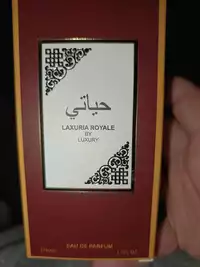 حياتي
LAXURIA ROYALE
BY
LUXURY
EAU DE PARFUM